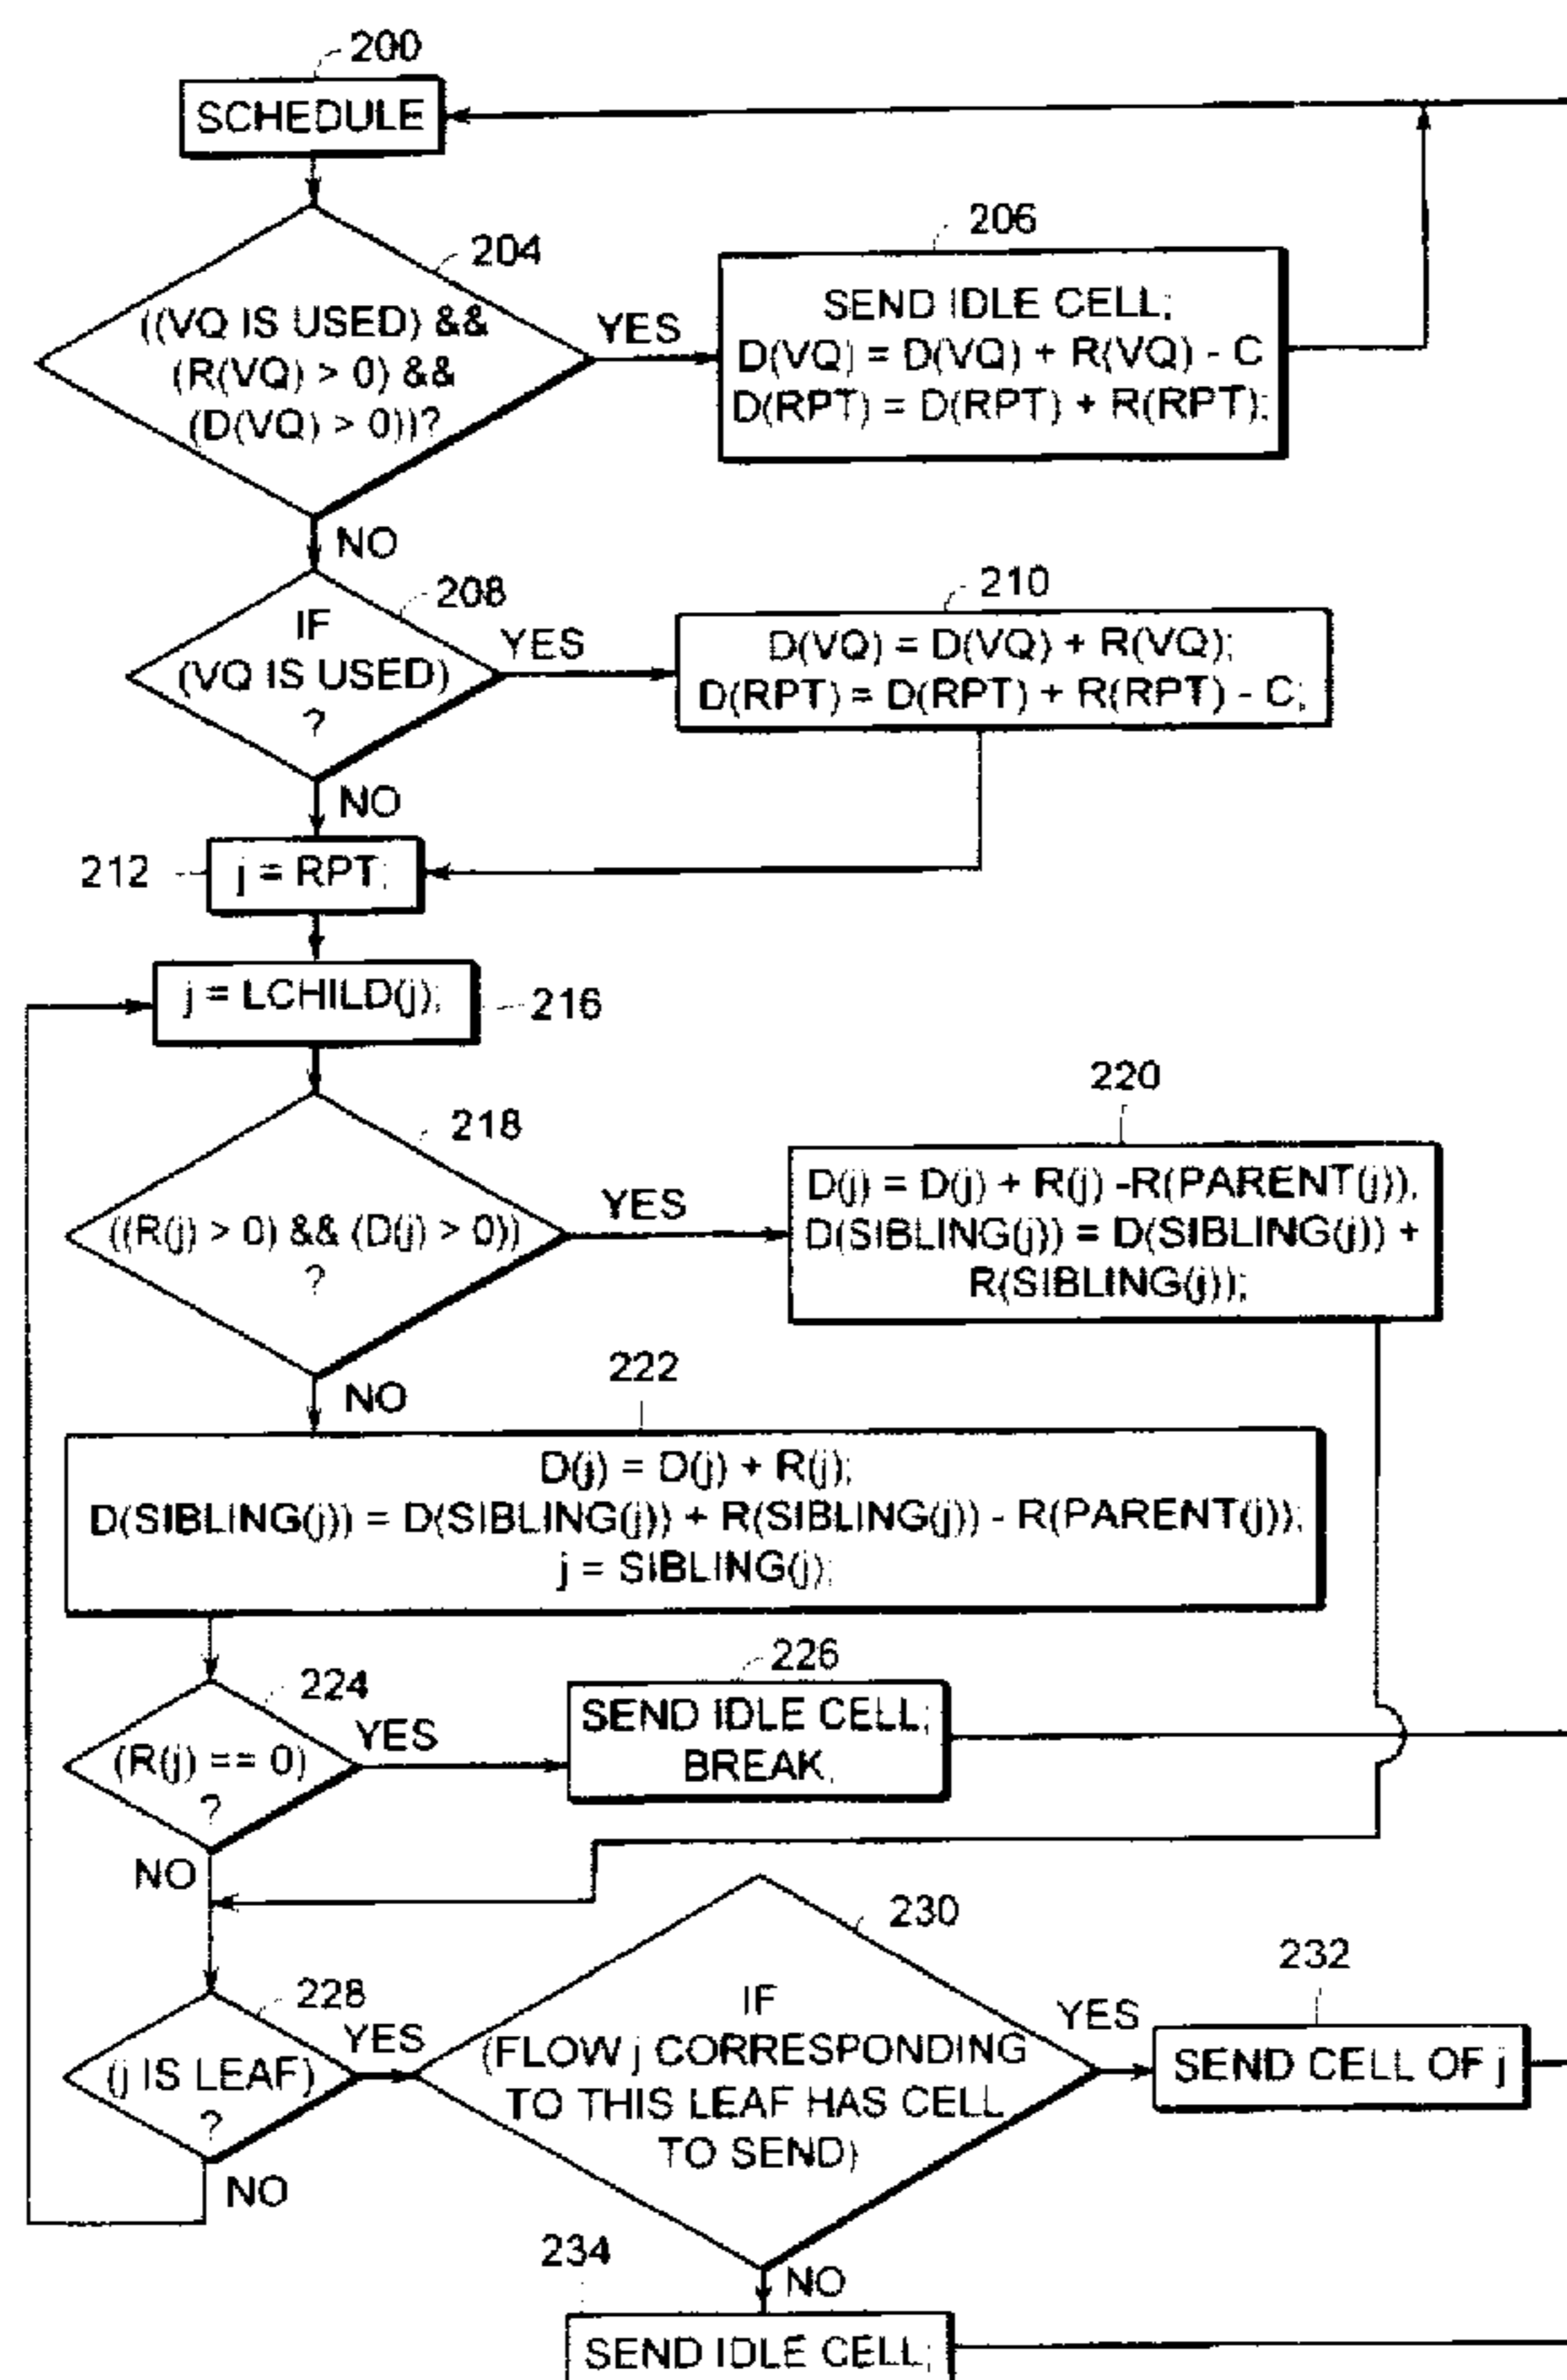 200
SCHEDULE
204
((VQ IS USED) &&
(R(VQ) > 0) &&
(D(VQ) > 0))?
YES
206
SEND IDLE CELL;
D(VQ) = D(VQ) + R(VQ) - C
D(RPT) = D(RPT) + R(RPT);
NO
208
IF
(VQ IS USED)
?
YES
210
D(VQ) = D(VQ) + R(VQ);
D(RPT) = D(RPT) + R(RPT) - C;
NO
212
j = RPT;
j = LCHILD(j);
216
218
((R(j) > 0) && (D(j) > 0))
?
YES
220
D(j) = D(j) + R(j) -R(PARENT(j)),
D(SIBLING(j)) = D(SIBLING(j)) +
R(SIBLING(j));
NO
222
D(j) = D(j) + R(j);
D(SIBLING(j)) = D(SIBLING(j)) + R(SIBLING(j)) - R(PARENT(j));
j = SIBLING(j);
224
(R(j) == 0)
?
YES
226
SEND IDLE CELL;
BREAK,
NO
228
(j IS LEAF)
?
YES
230
IF
(FLOW j CORRESPONDING
TO THIS LEAF HAS CELL
TO SEND)
YES
232
SEND CELL OF j
NO
234
NO
SEND IDLE CELL;